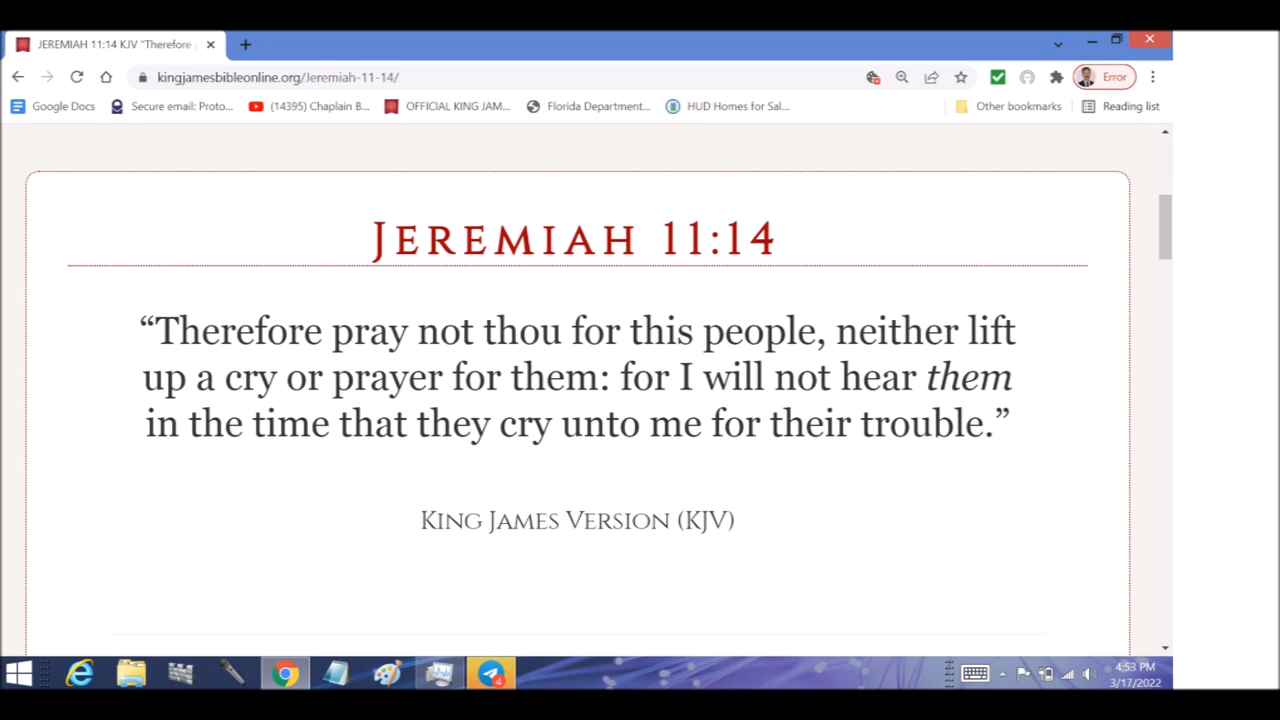 JEREMIAH 11:14 KJV "Therefore
kingjamesbibleonline.org/Jeremiah-11-14/
Error
Google Docs
Secure email: Proto...
(14395) Chaplain B...
OFFICIAL KING JAM...
Florida Department...
HUD Homes for Sal...
Other bookmarks
Reading list
JEREMIAH 11:14
“Therefore pray not thou for this people, neither lift
up a cry or prayer for them: for I will not hear them
in the time that they cry unto me for their trouble.”
KING JAMES VERSION (KJV)
4
4:53 PM
3/17/2022